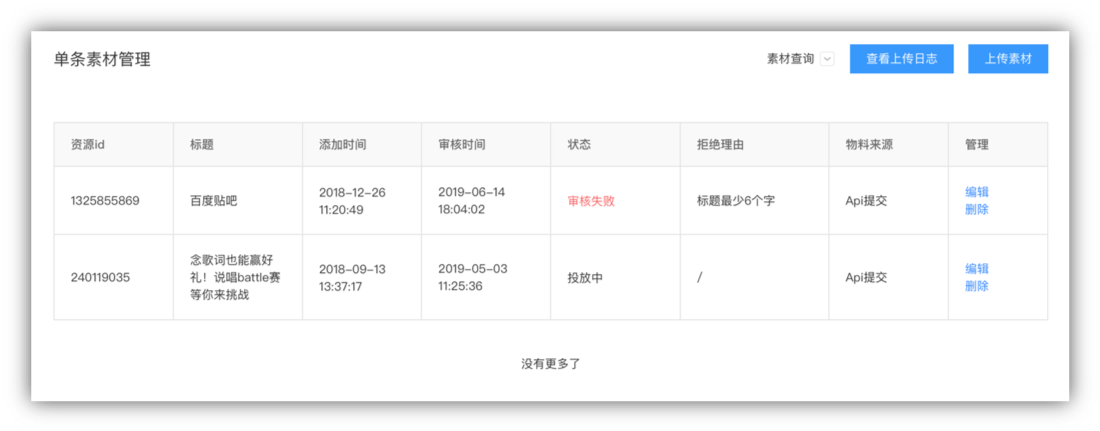 单条素材管理
素材查询
查看上传日志
上传素材
资源id
标题
添加时间
审核时间
状态
拒绝理由
物料来源
管理
1325855869
百度贴吧
2018-12-26
11:20:49
2019-06-14
18:04:02
审核失败
标题最少6个字
Api提交
编辑
删除
240119035
念歌词也能赢好
礼！说唱battle赛
等你来挑战
2018-09-13
13:37:17
2019-05-03
11:25:36
投放中
/
Api提交
编辑
删除
没有更多了